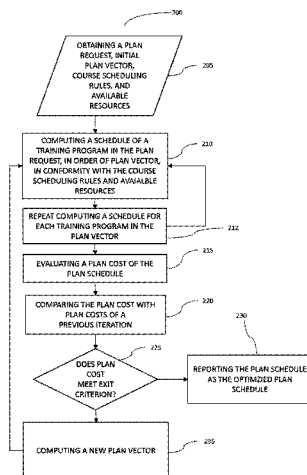 200
OBTAINING A PLAN
REQUEST, INITIAL
PLAN VECTOR,
COURSE SCHEDULING
RULES, AND
AVAILABLE
RESOURCES
205
COMPUTING A SCHEDULE OF A
TRAINING PROGRAM IN THE PLAN
REQUEST, IN ORDER OF PLAN VECTOR,
IN CONFORMITY WITH THE COURSE
SCHEDULING RULES AND AVAIALBLE
RESOURCES
210
REPEAT COMPUTING A SCHEDULE FOR
EACH TRAINING PROGRAM IN THE
PLAN VECTOR
212
EVALUATING A PLAN COST OF THE
PLAN SCHEDULE
215
COMPARING THE PLAN COST WITH
PLAN COSTS OF A
PREVIOUS ITERATION
220
DOES PLAN
COST
MEET EXIT
CRITERION?
225
230
REPORTING THE PLAN SCHEDULE
AS THE OPTIMZIED PLAN
SCHEDULE
COMPUTING A NEW PLAN VECTOR
235